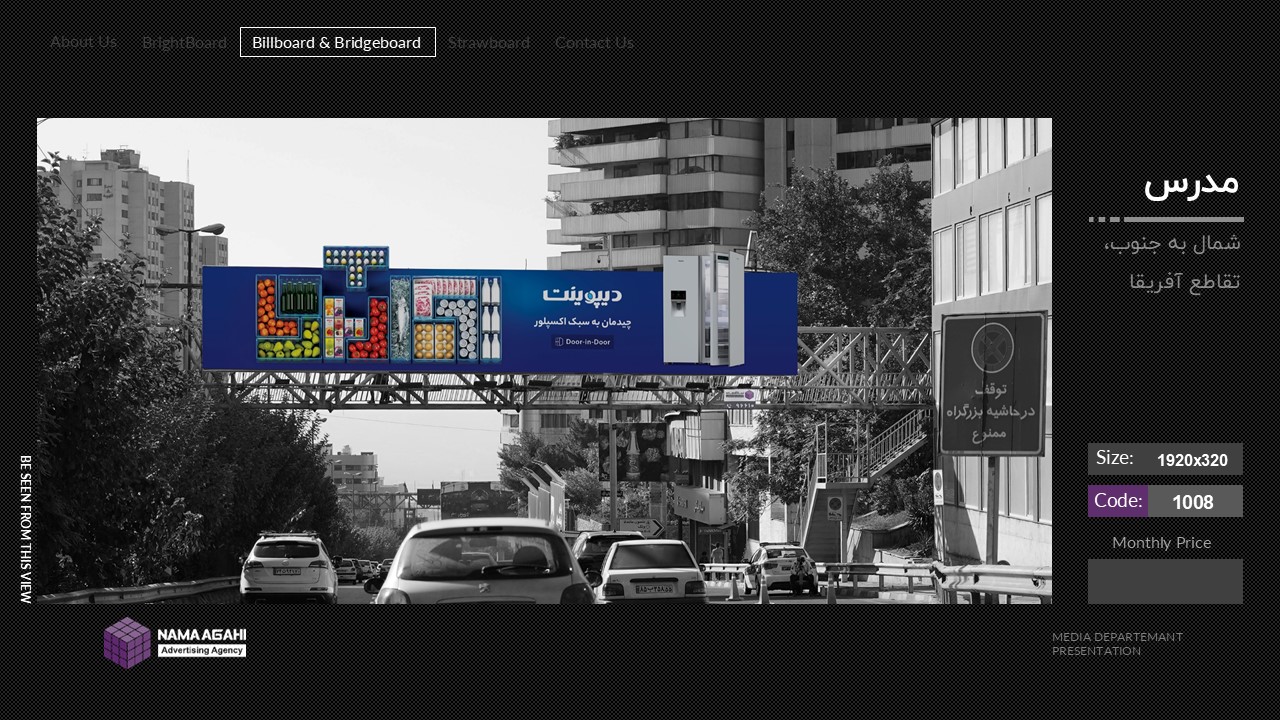 About Us
BrightBoard
Billboard & Bridgeboard
Strawboard
Contact Us
مدرس
شمال به جنوب،
تقاطع آفریقا
دیپوینت
چیدمان به سبک اکسپلور
Door-in-Door
توقف
در حاشیه بزرگراه
ممنوع
Size: 1920x320
Code: 1008
Monthly Price
BE SEEN FROM THIS VIEW
NAMA AGAHI
Advertising Agency
MEDIA DEPARTEMANT
PRESENTATION